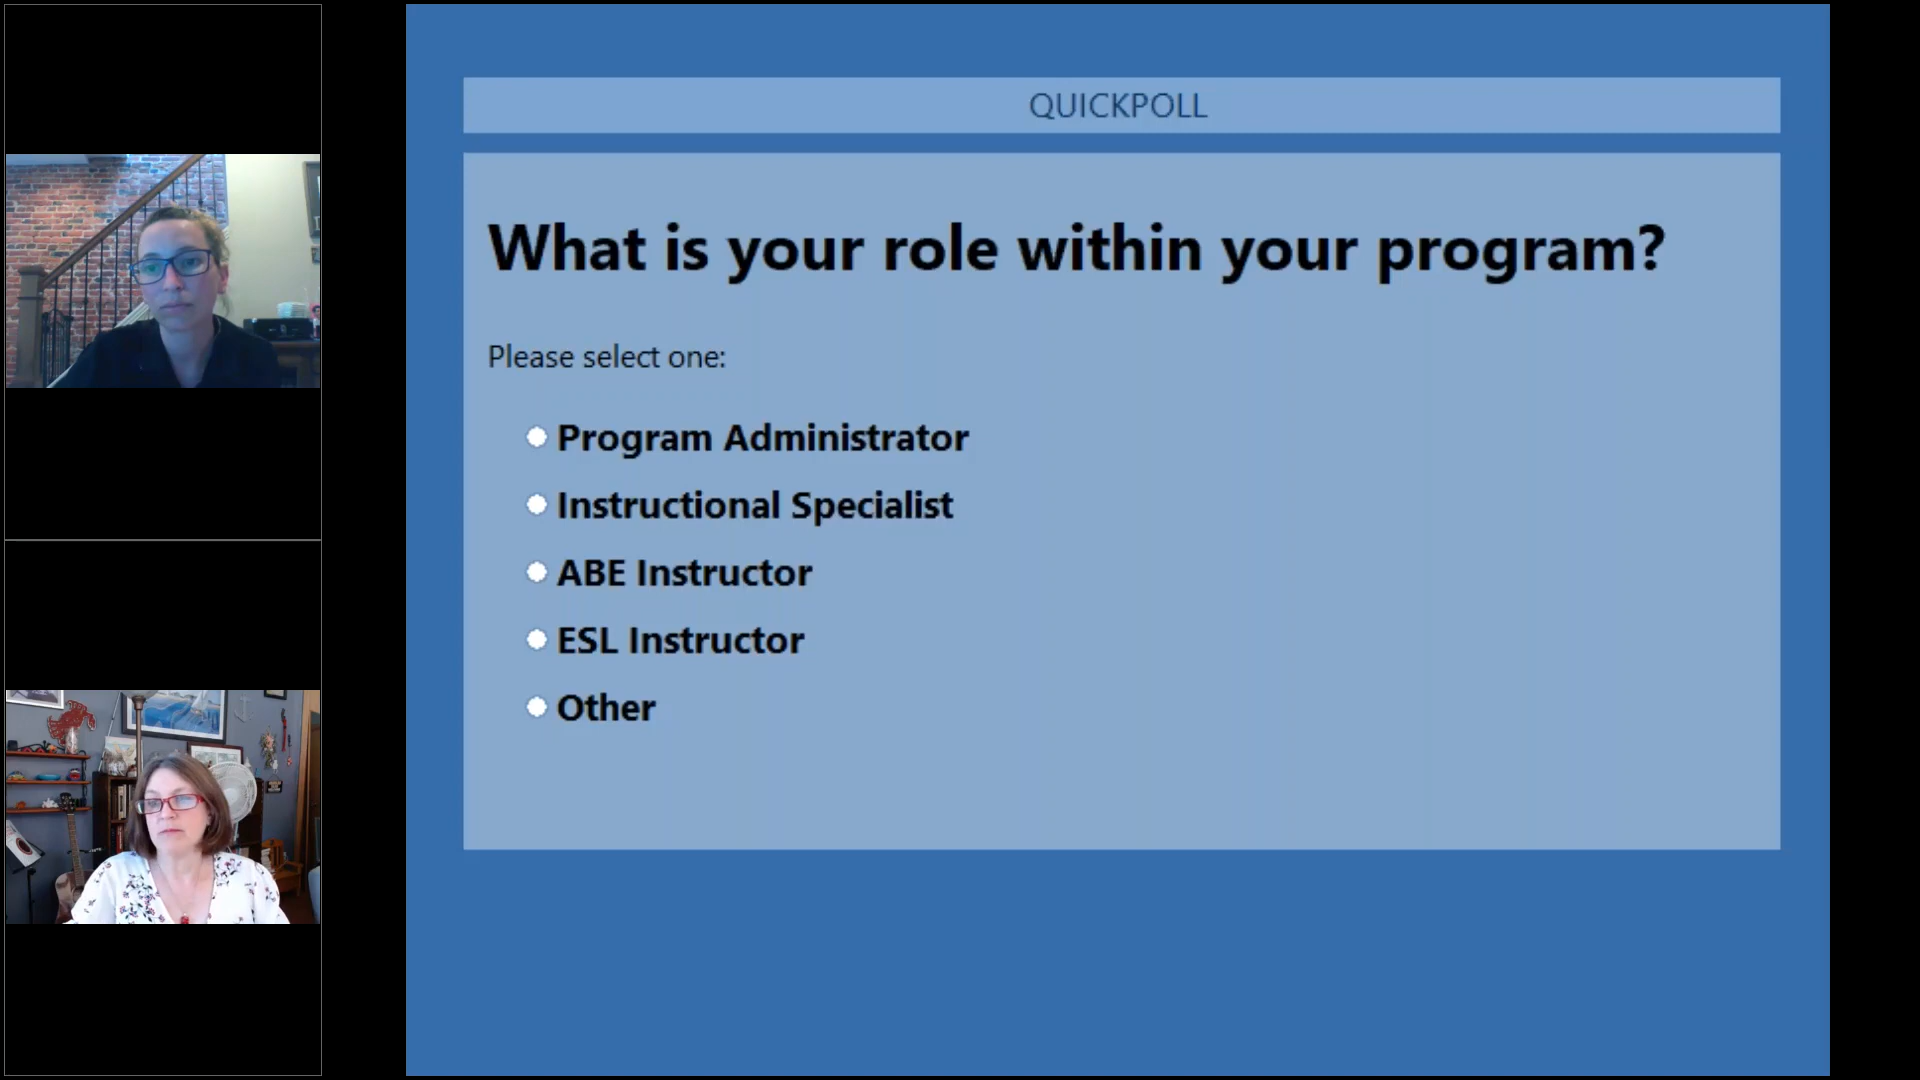 QUICKPOLL
What is your role within your program?
Please select one:
Program Administrator
Instructional Specialist
ABE Instructor
ESL Instructor
Other